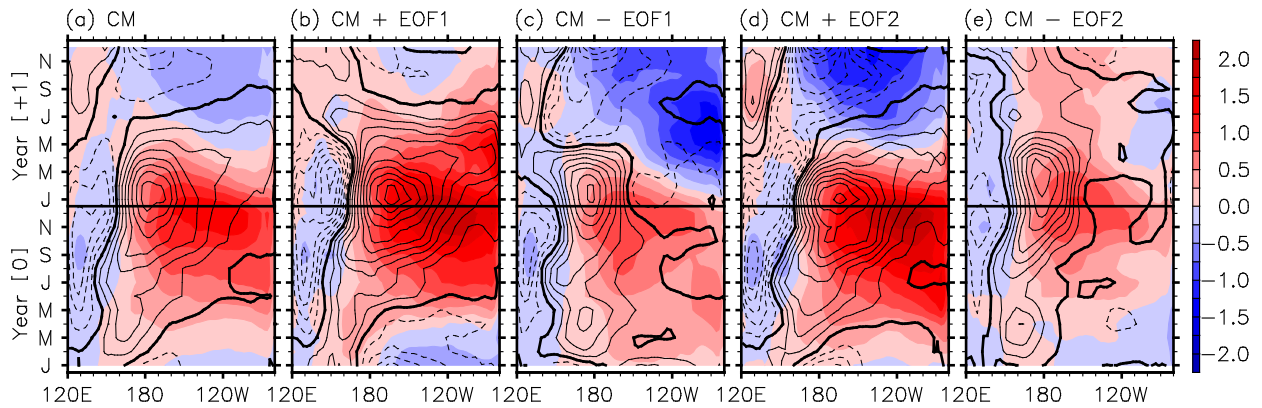 (a) CM
(b) CM + EOF1
(c) CM − EOF1
(d) CM + EOF2
(e) CM − EOF2
Year [+1]
Year [0]
N
S
J
M
M
J
N
S
J
M
M
J
120E
180
120W
120E
180
120W
120E
180
120W
120E
180
120W
120E
180
120W
2.0
1.5
1.0
0.5
0.0
−0.5
−1.0
−1.5
−2.0